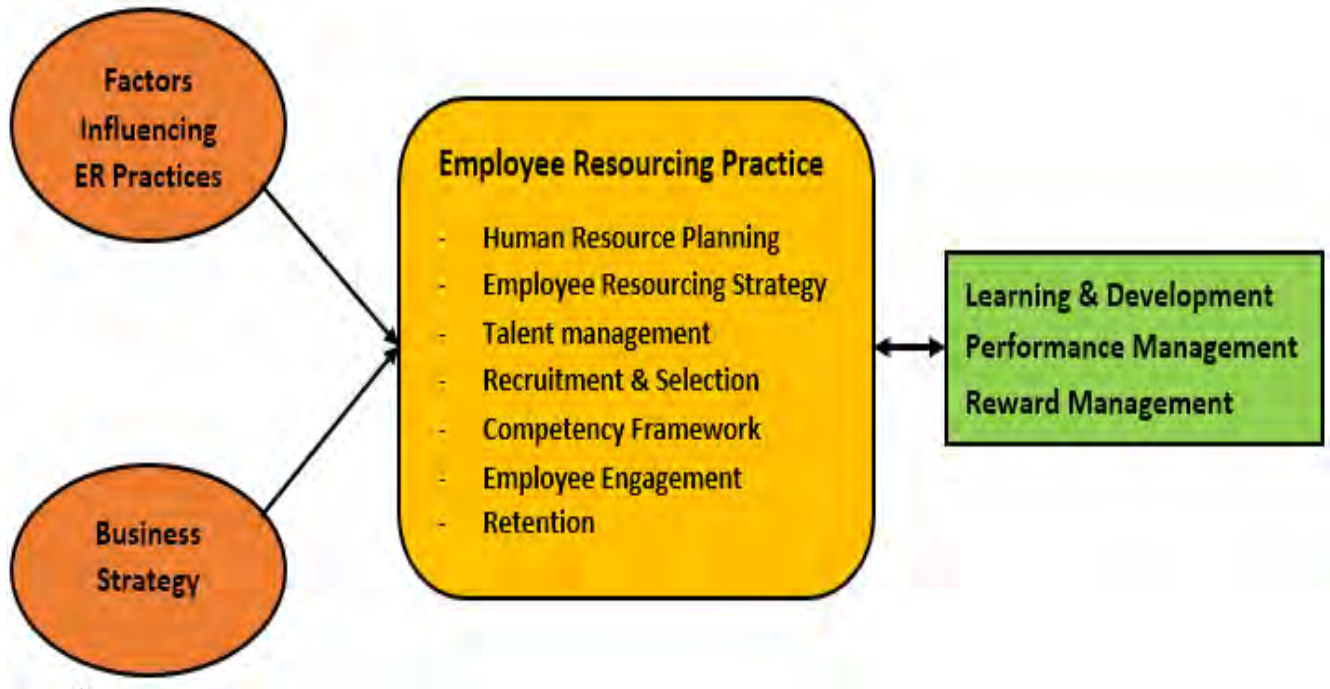 Factors
Influencing
ER Practices
Business
Strategy
Employee Resourcing Practice
- Human Resource Planning
- Employee Resourcing Strategy
- Talent management
- Recruitment & Selection
- Competency Framework
- Employee Engagement
- Retention
Learning & Development
Performance Management
Reward Management